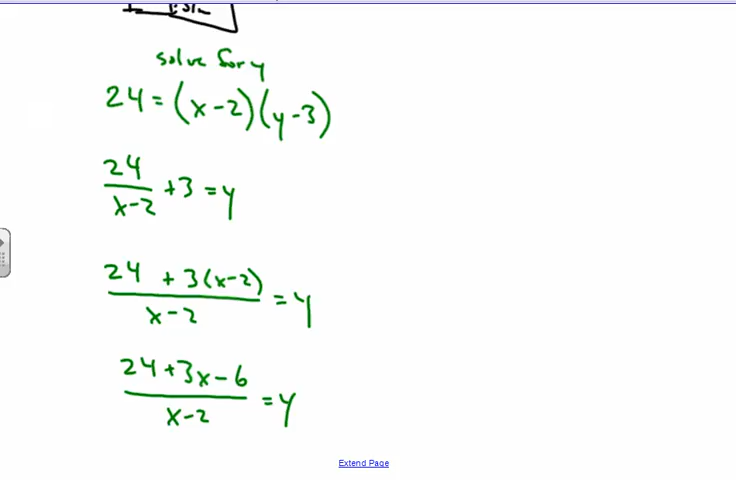 solve for y
24 = (x-2)(y-3)
24/(x-2) + 3 = y
(24 + 3(x-2))/(x-2) = y
(24+3x-6)/(x-2) = y
Extend Page